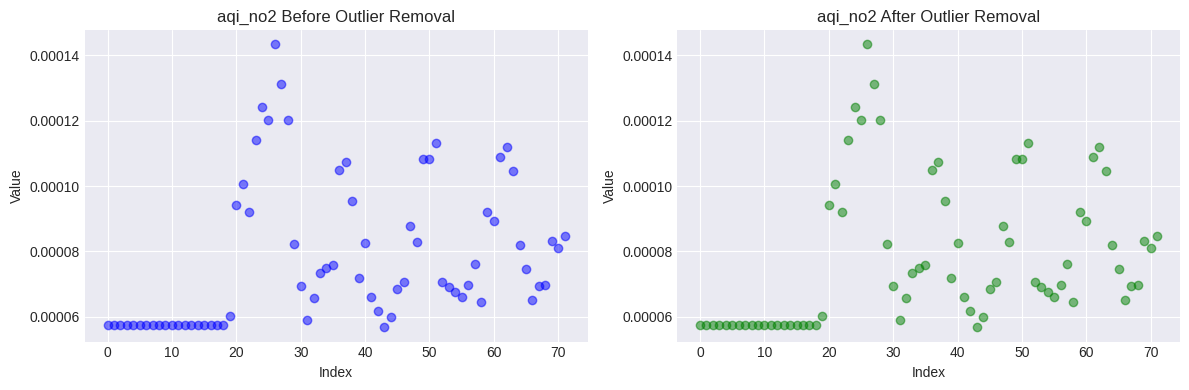 aqi_no2 Before Outlier Removal
0.00014
0.00012
0.00010
0.00008
0.00006
Value
0 10 20 30 40 50 60 70
Index
aqi_no2 After Outlier Removal
0.00014
0.00012
0.00010
0.00008
0.00006
Value
0 10 20 30 40 50 60 70
Index